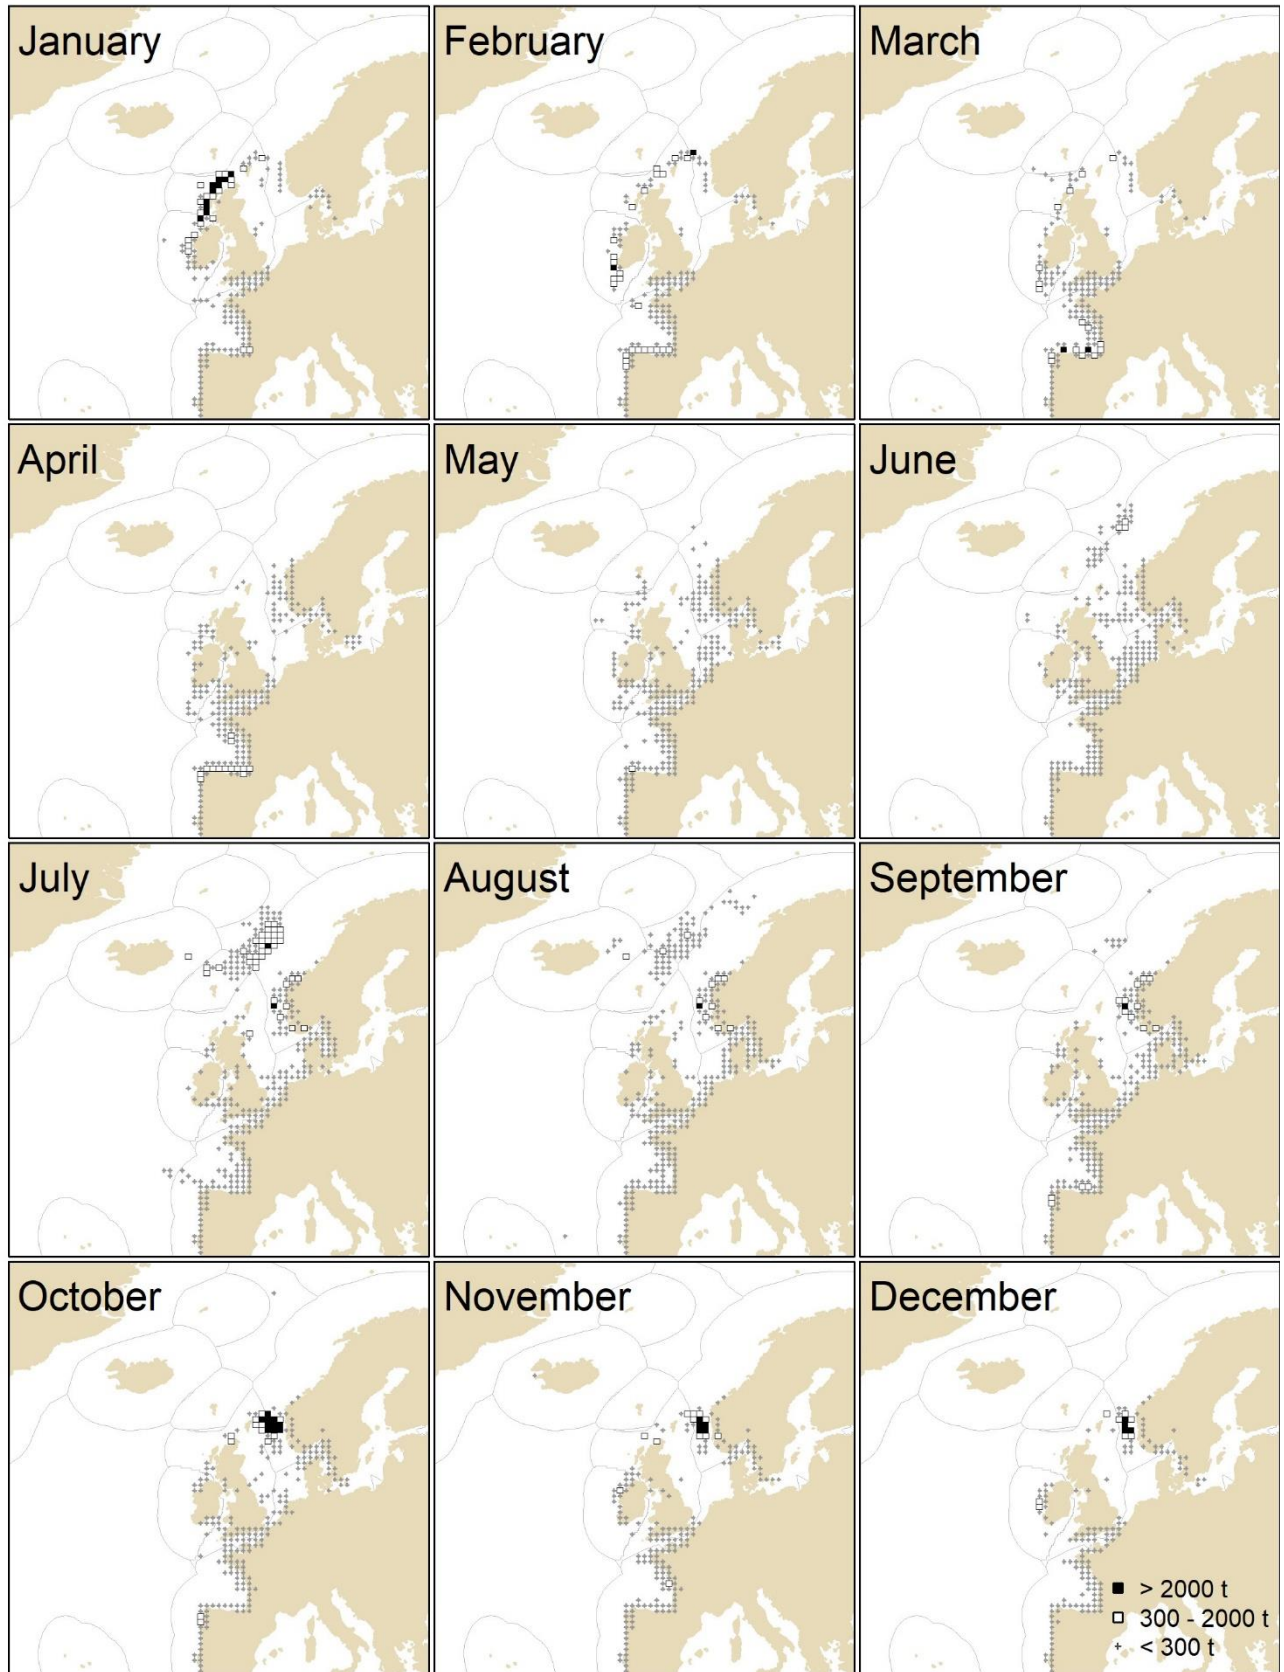 January
February
March
April
May
June
July
August
September
October
November
December
> 2000 t
300 - 2000 t
< 300 t